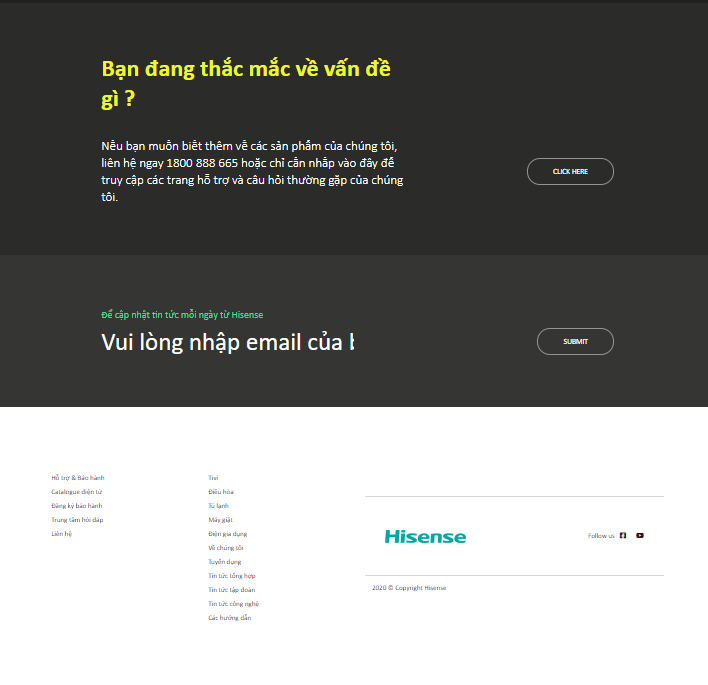 Bạn đang thắc mắc về vấn đề
gì ?
Nếu bạn muốn biết thêm về các sản phẩm của chúng tôi,
liên hệ ngay 1800 888 665 hoặc chỉ cần nhấp vào đây để
truy cập các trang hỗ trợ và câu hỏi thường gặp của chúng
tôi.
CLICK HERE
Để cập nhật tin tức mỗi ngày từ Hisense
Vui lòng nhập email của
SUBMIT
Hỗ trợ & Bảo hành
Catalogue điện tử
Đăng ký bảo hành
Trung tâm hỏi đáp
Liên hệ
Tivi
Điều hòa
Tủ lạnh
Máy giặt
Điện gia dụng
Về chúng tôi
Tuyển dụng
Tin tức tổng hợp
Tin tức tập đoàn
Tin tức công nghệ
Các hướng dẫn
Hisense
Follow us
2020 © Copyright Hisense